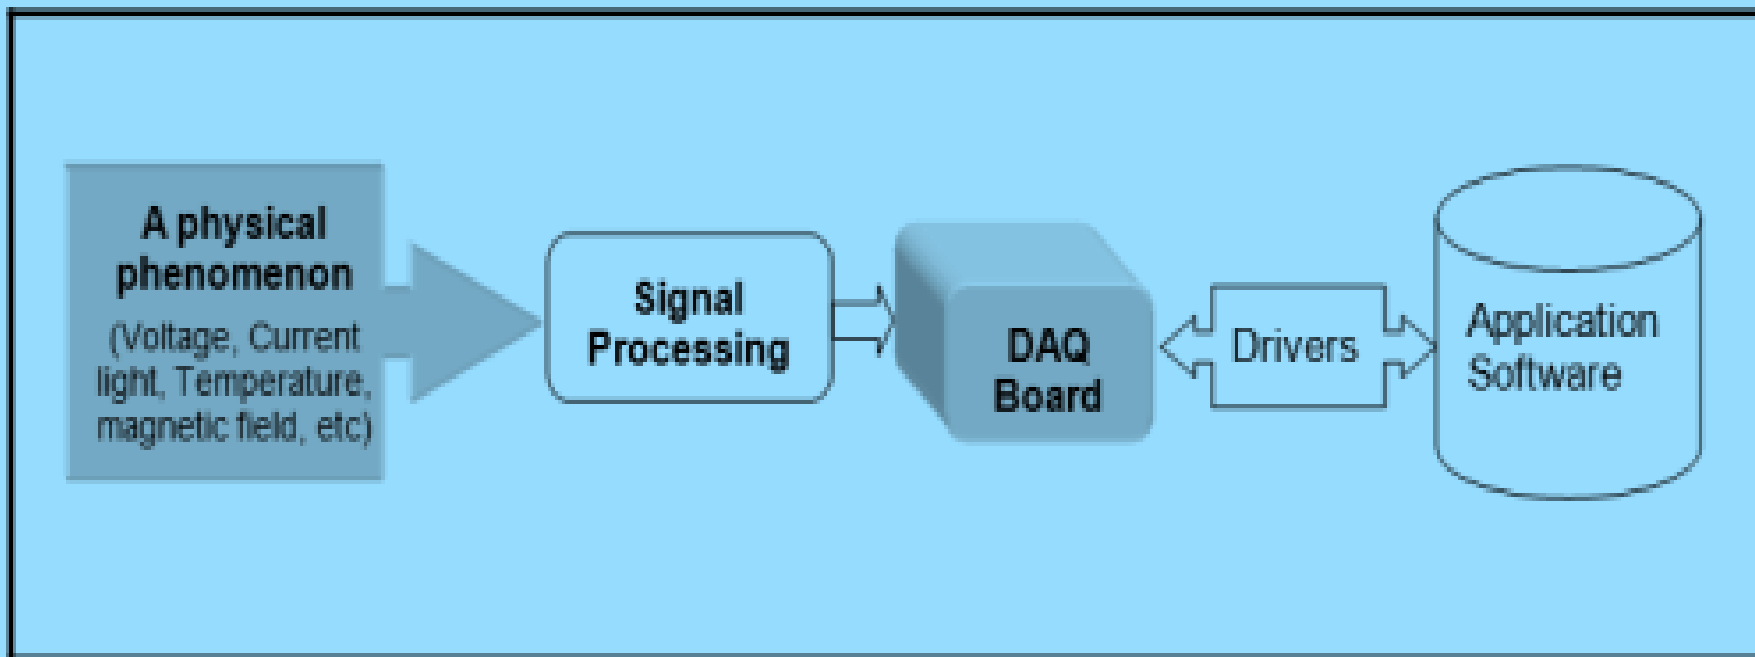 A physical
phenomenon
(Voltage, Current
light, Temperature,
magnetic field, etc)
Signal
Processing
DAQ
Board
Drivers
Application
Software